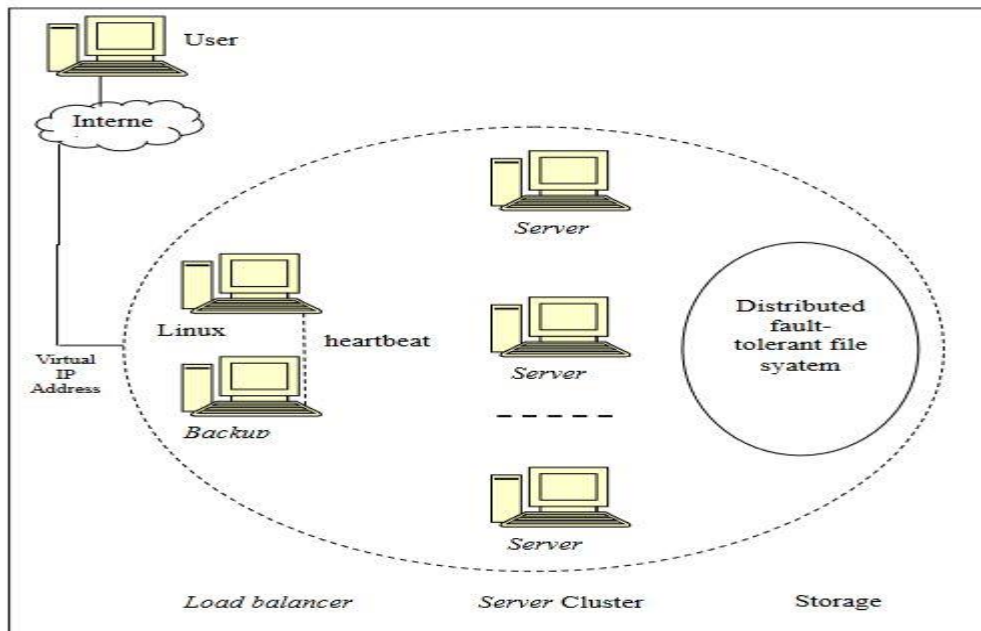 User
Interne
Server
Linux
heartbeat
Distributed
fault-
tolerant file
syatem
Virtual
IP
Address
Server
Backup
Server
Load balancer
Server Cluster
Storage